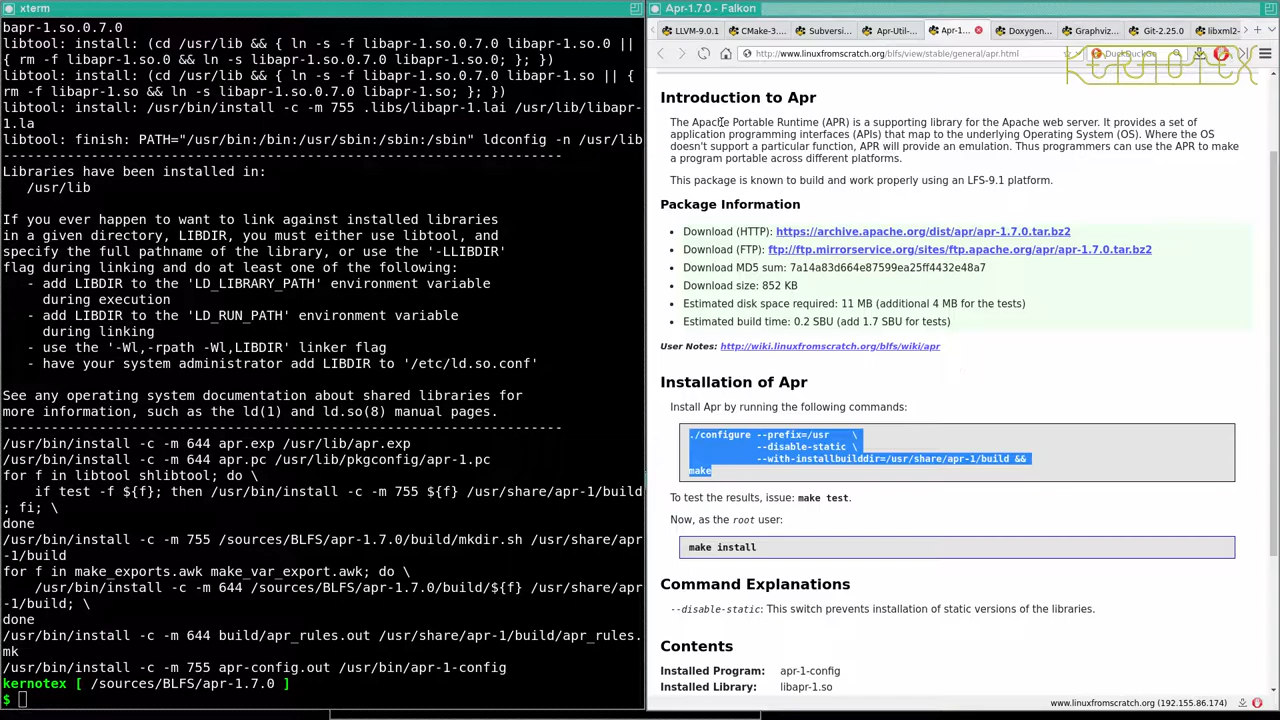 xterm
bapr-1.so.0.7.0
libtool: install: (cd /usr/lib && { ln -s -f libapr-1.so.0.7.0 libapr-1.so.0 ||
{ rm -f libapr-1.so.0 && ln -s libapr-1.so.0.7.0 libapr-1.so.0; }; })
libtool: install: (cd /usr/lib && { ln -s -f libapr-1.so.0.7.0 libapr-1.so || {
rm -f libapr-1.so && ln -s libapr-1.so.0.7.0 libapr-1.so; }; })
libtool: install: /usr/bin/install -c -m 755 .libs/libapr-1.lai /usr/lib/libapr-
1.la
libtool: finish: PATH="/usr/bin:/bin:/usr/sbin:/sbin:/sbin" ldconfig -n /usr/lib
----------------------------------------------------------------------
Libraries have been installed in:
/usr/lib
If you ever happen to want to link against installed libraries
in a given directory, LIBDIR, you must either use libtool, and
specify the full pathname of the library, or use the '-LLIBDIR'
flag during linking and do at least one of the following:
- add LIBDIR to the 'LD_LIBRARY_PATH' environment variable
during execution
- add LIBDIR to the 'LD_RUN_PATH' environment variable
during linking
- use the '-Wl,-rpath -Wl,LIBDIR' linker flag
- have your system administrator add LIBDIR to '/etc/ld.so.conf'
See any operating system documentation about shared libraries for
more information, such as the ld(1) and ld.so(8) manual pages.
----------------------------------------------------------------------
/usr/bin/install -c -m 644 apr.exp /usr/lib/apr.exp
/usr/bin/install -c -m 644 apr.pc /usr/lib/pkgconfig/apr-1.pc
for f in libtool shlibtool; do \
if test -f ${f}; then /usr/bin/install -c -m 755 ${f} /usr/share/apr-1/build
; fi; \
done
/usr/bin/install -c -m 755 /sources/BLFS/apr-1.7.0/build/mkdir.sh /usr/share/apr
-1/build
for f in make_exports.awk make_var_export.awk; do \
/usr/bin/install -c -m 644 /sources/BLFS/apr-1.7.0/build/${f} /usr/share/apr
-1/build; \
done
/usr/bin/install -c -m 644 build/apr_rules.out /usr/share/apr-1/build/apr_rules.
mk
/usr/bin/install -c -m 755 apr-config.out /usr/bin/apr-1-config
kernotex [ /sources/BLFS/apr-1.7.0 ]
$
Apr-1.7.0 - Falkon
LLVM-9.0.1 CMake-3.... Subversi... Apr-Util-... Apr-1... Doxygen... Graphviz... Git-2.25.0 libxml2-
http://www.linuxfromscratch.org/blfs/view/stable/general/apr.html DuckDuckGo
KERNOTEX
Introduction to Apr
The Apache Portable Runtime (APR) is a supporting library for the Apache web server. It provides a set of
application programming interfaces (APIs) that map to the underlying Operating System (OS). Where the OS
doesn't support a particular function, APR will provide an emulation. Thus programmers can use the APR to make
a program portable across different platforms.
This package is known to build and work properly using an LFS-9.1 platform.
Package Information
• Download (HTTP): https://archive.apache.org/dist/apr/apr-1.7.0.tar.bz2
• Download (FTP): ftp://ftp.mirrorservice.org/sites/ftp.apache.org/apr/apr-1.7.0.tar.bz2
• Download MD5 sum: 7a14a83d664e87599ea25ff4432e48a7
• Download size: 852 KB
• Estimated disk space required: 11 MB (additional 4 MB for the tests)
• Estimated build time: 0.2 SBU (add 1.7 SBU for tests)
User Notes: http://wiki.linuxfromscratch.org/blfs/wiki/apr
Installation of Apr
Install Apr by running the following commands:
./configure --prefix=/usr \
--disable-static \
--with-installbuilddir=/usr/share/apr-1/build &&
make
To test the results, issue: make test.
Now, as the root user:
make install
Command Explanations
--disable-static: This switch prevents installation of static versions of the libraries.
Contents
Installed Program: apr-1-config
Installed Library: libapr-1.so
www.linuxfromscratch.org (192.155.86.174)